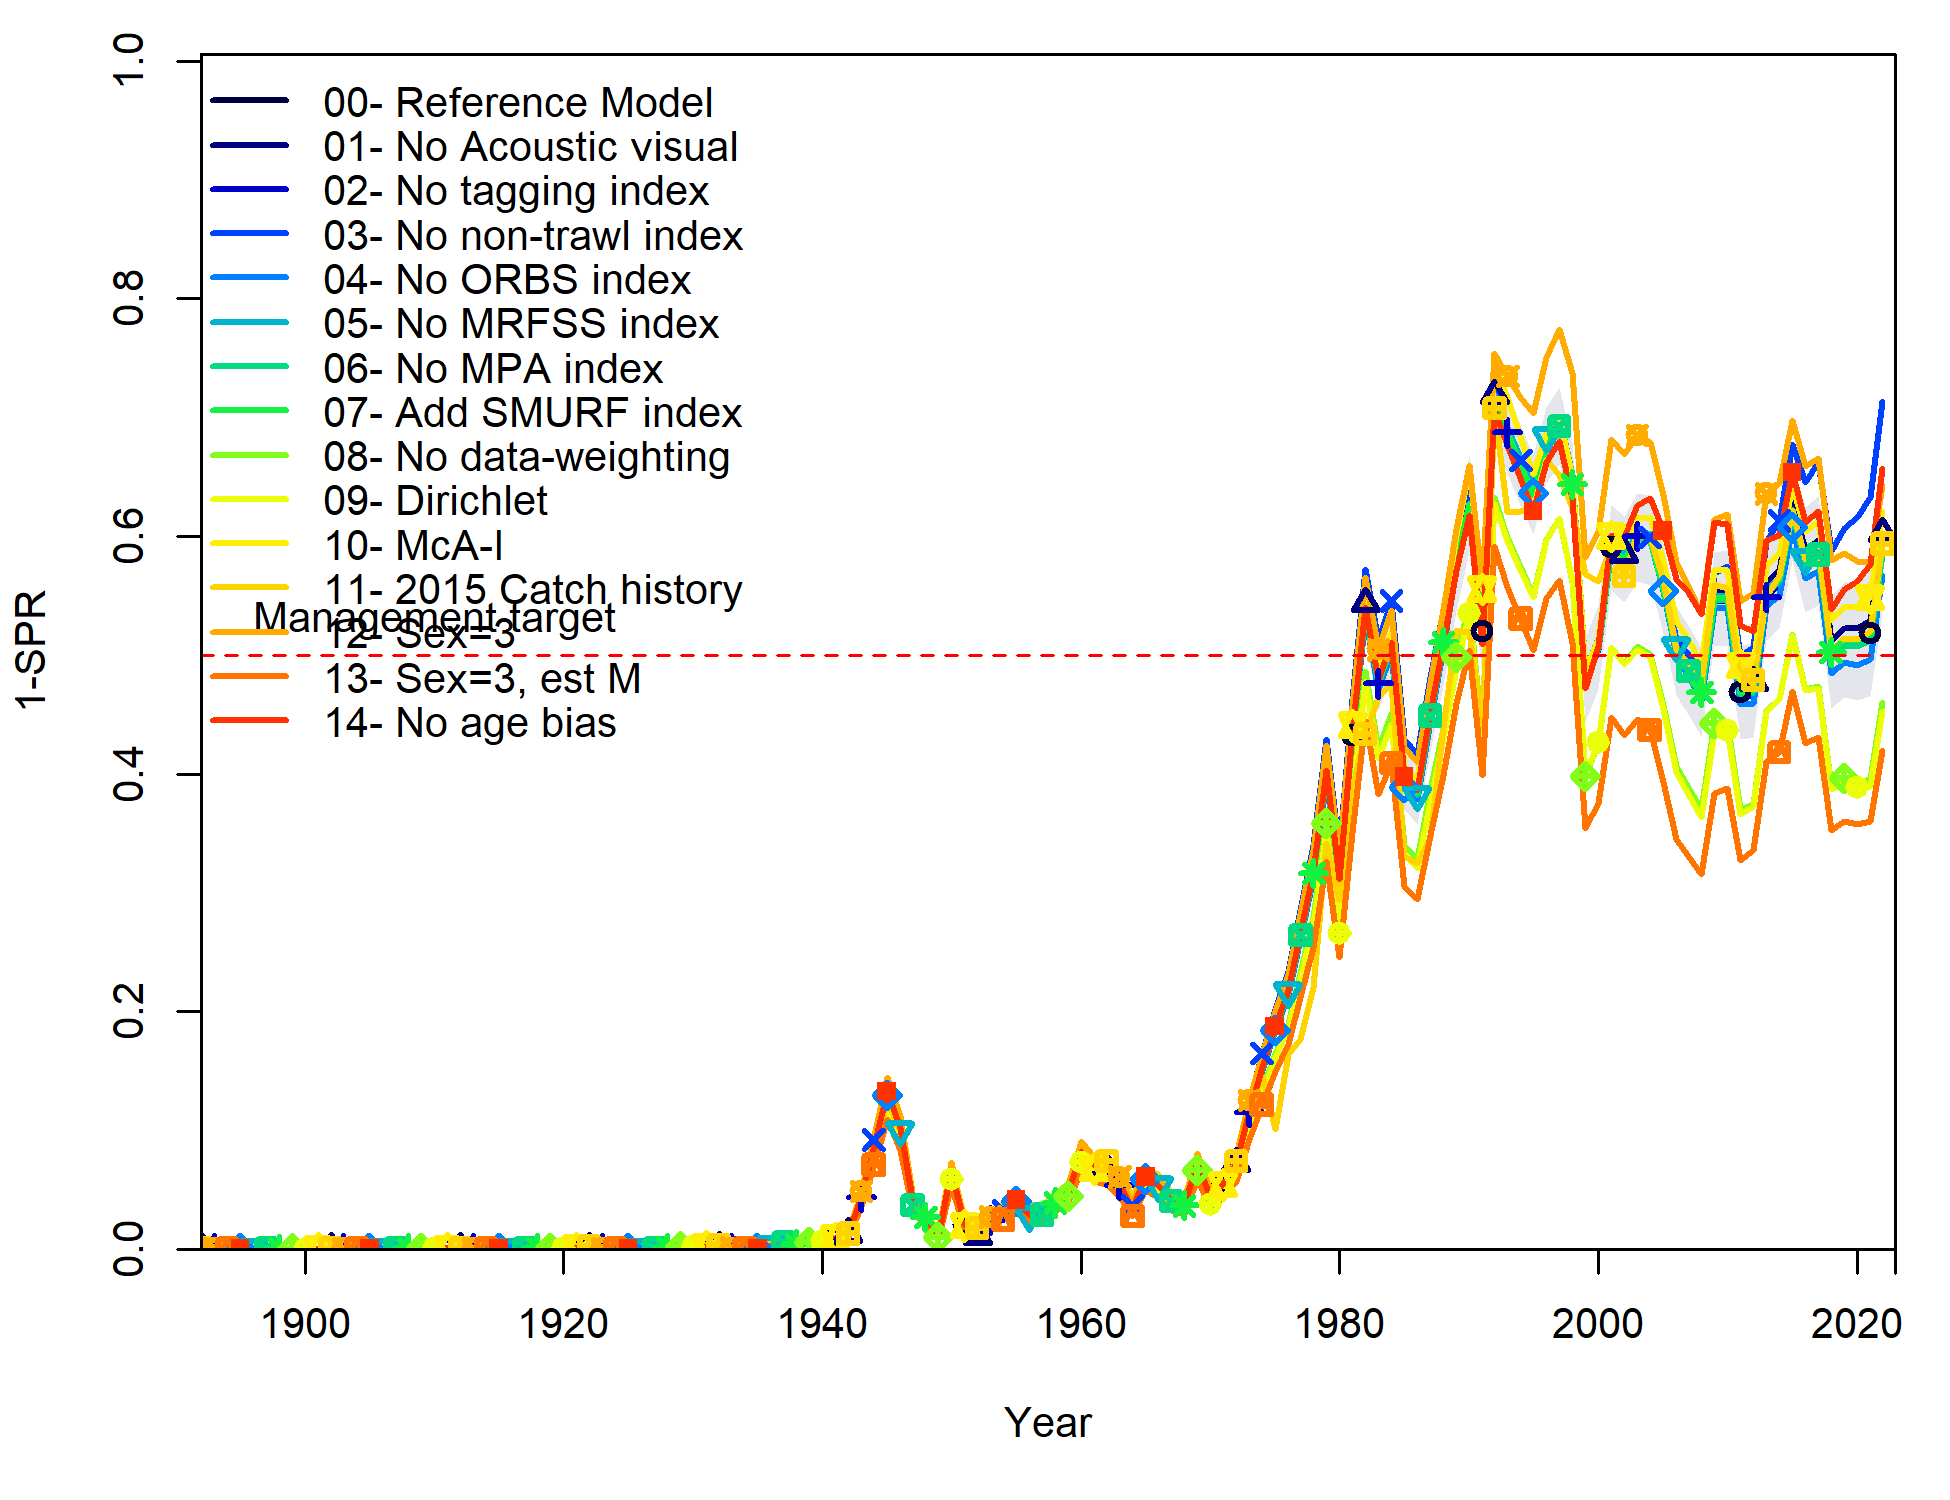 1.0
0.8
0.6
0.4
0.2
0.0
1-SPR
00- Reference Model
01- No Acoustic visual
02- No tagging index
03- No non-trawl index
04- No ORBS index
05- No MRFSS index
06- No MPA index
07- Add SMURF index
08- No data-weighting
09- Dirichlet
10- McA-I
11- 2015 Catch history
Management target
12- Sex=3
13- Sex=3, est M
14- No age bias
1900 1920 1940 1960 1980 2000 2020
Year